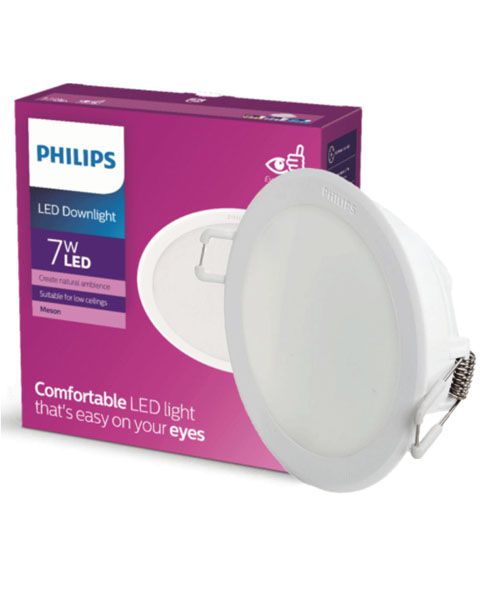 PHILIPS
LED Downlight
7W
LED
Create natural ambience
Suitable for low ceilings
Meson
Comfortable LED light
that's easy on your eyes
PHILIPS